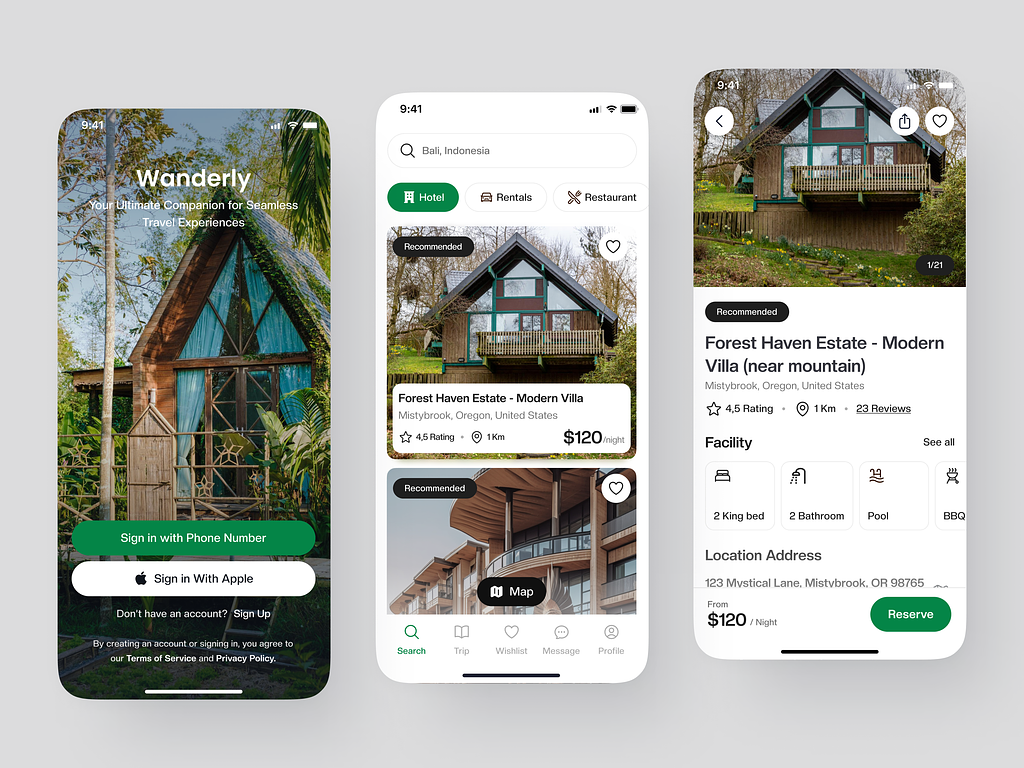 9:41
Wanderly
Your Ultimate Companion for Seamless
Travel Experiences
Sign in with Phone Number
Sign in With Apple
Don't have an account? Sign Up
By creating an account or signing in, you agree to
our Terms of Service and Privacy Policy.
9:41
Bali, Indonesia
Hotel
Rentals
Restaurant
Recommended
Forest Haven Estate - Modern Villa
Mistybrook, Oregon, United States
4,5 Rating • 1 Km
$120/night
Recommended
Map
Search
Trip
Wishlist
Message
Profile
9:41
1/21
Recommended
Forest Haven Estate - Modern
Villa (near mountain)
Mistybrook, Oregon, United States
4,5 Rating • 1 Km • 23 Reviews
Facility
See all
2 King bed
2 Bathroom
Pool
BBQ
Location Address
123 Mystical Lane, Mistybrook, OR 98765
From
$120 / Night
Reserve